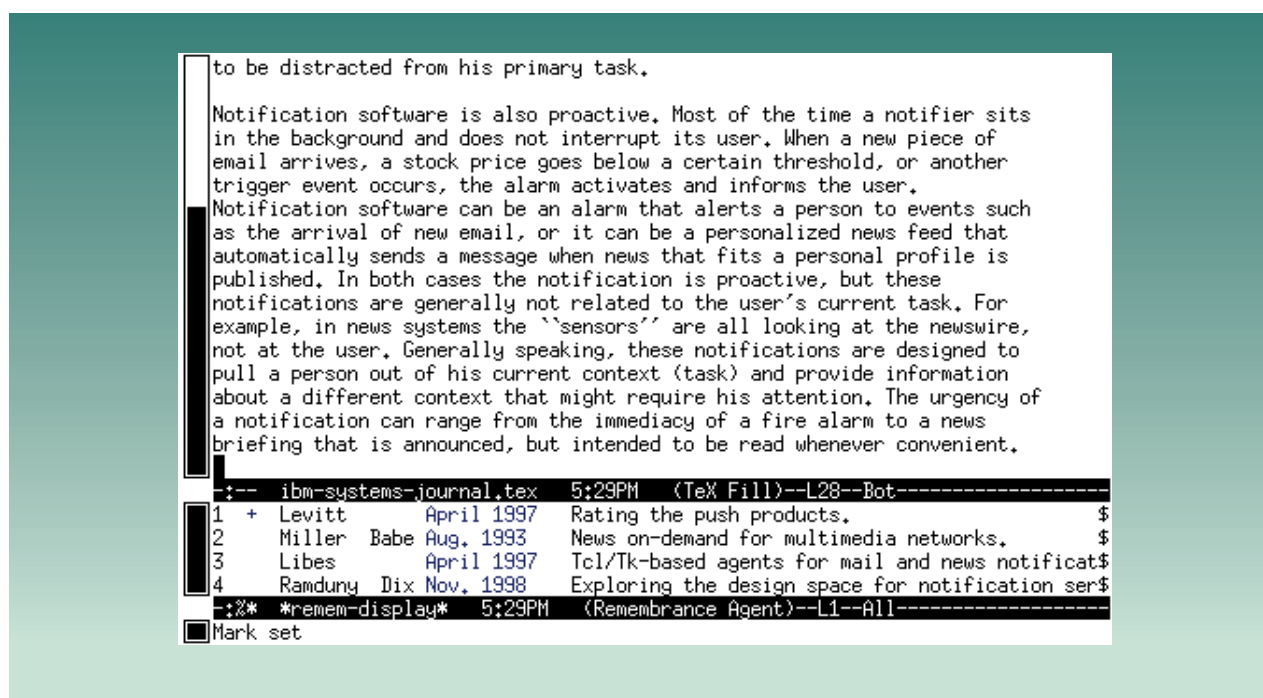 to be distracted from his primary task.
Notification software is also proactive. Most of the time a notifier sits
in the background and does not interrupt its user. When a new piece of
email arrives, a stock price goes below a certain threshold, or another
trigger event occurs, the alarm activates and informs the user.
Notification software can be an alarm that alerts a person to events such
as the arrival of new email, or it can be a personalized news feed that
automatically sends a message when news that fits a personal profile is
published. In both cases the notification is proactive, but these
notifications are generally not related to the user's current task. For
example, in news systems the ``sensors'' are all looking at the newswire,
not at the user. Generally speaking, these notifications are designed to
pull a person out of his current context (task) and provide information
about a different context that might require his attention. The urgency of
a notification can range from the immediacy of a fire alarm to a news
briefing that is announced, but intended to be read whenever convenient.
-:-- ibm-systems-journal.tex 5:29PM (TeX Fill)--L28--Bot-------------------
1 + Levitt April 1997 Rating the push products. $
2 Miller Babe Aug. 1993 News on-demand for multimedia networks. $
3 Libes April 1997 Tcl/Tk-based agents for mail and news notificat$
4 Ramduny Dix Nov. 1998 Exploring the design space for notification ser$
-:%* *remem-display* 5:29PM (Remembrance Agent)--L1--All-------------------
Mark set